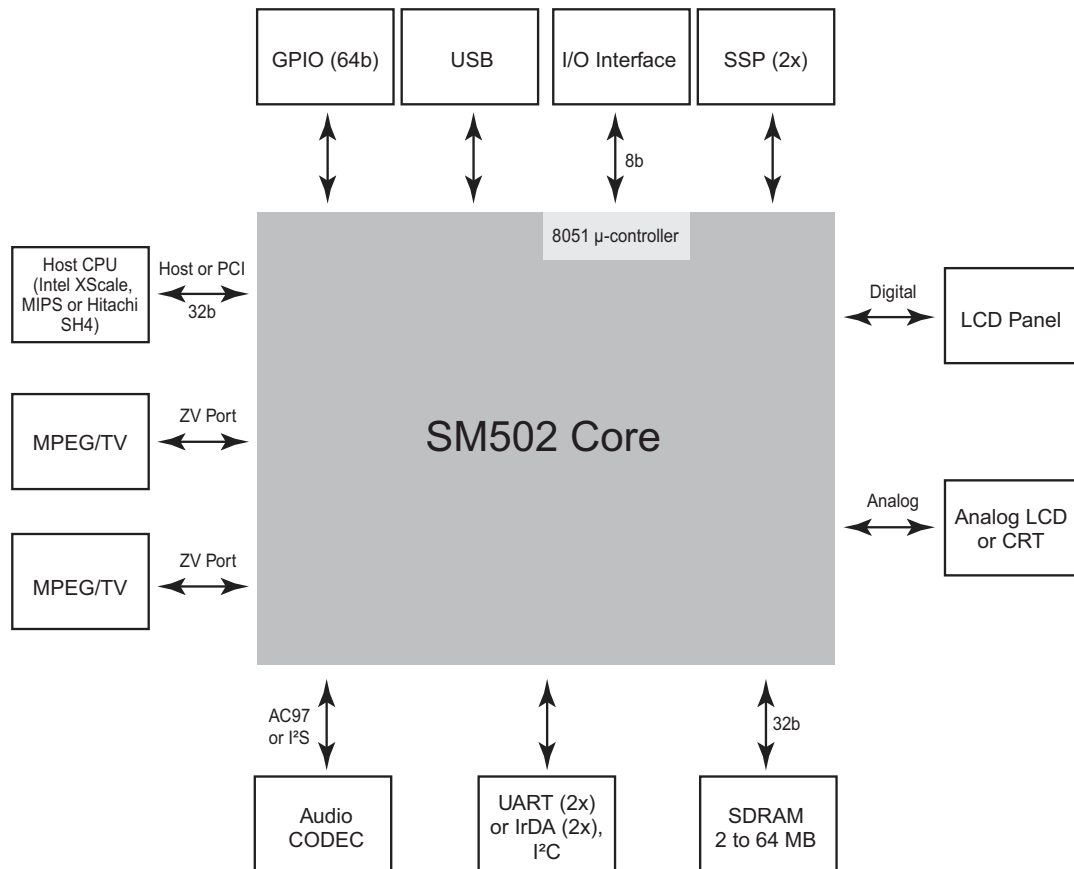 GPIO (64b)
USB
I/O Interface
SSP (2x)
8b
8051 µ-controller
Host CPU
(Intel XScale,
MIPS or Hitachi
SH4)
Host or PCI
32b
Digital
LCD Panel
MPEG/TV
ZV Port
SM502 Core
Analog
Analog LCD
or CRT
MPEG/TV
ZV Port
AC97
or I²S
32b
Audio
CODEC
UART (2x)
or IrDA (2x),
I²C
SDRAM
2 to 64 MB